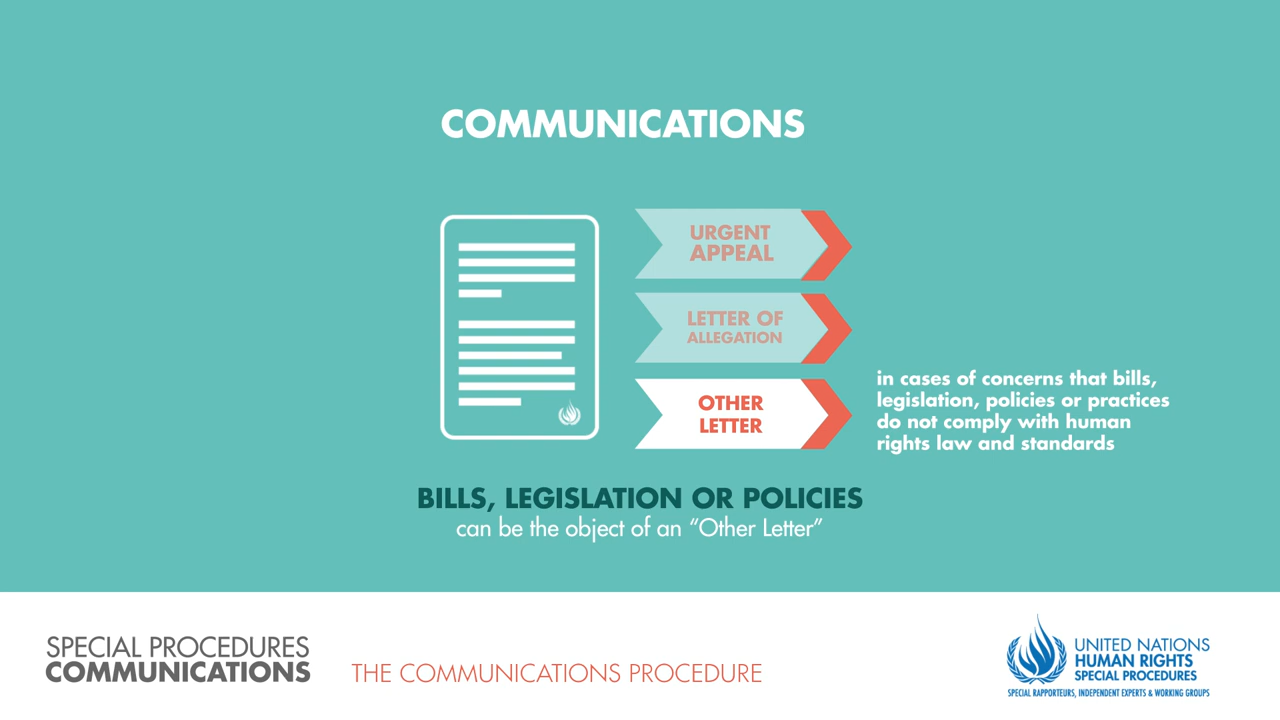 COMMUNICATIONS
URGENT
APPEAL
LETTER OF
ALLEGATION
OTHER
LETTER
in cases of concerns that bills,
legislation, policies or practices
do not comply with human
rights law and standards
BILLS, LEGISLATION OR POLICIES
can be the object of an “Other Letter”
SPECIAL PROCEDURES
COMMUNICATIONS
THE COMMUNICATIONS PROCEDURE
UNITED NATIONS
HUMAN RIGHTS
SPECIAL PROCEDURES
SPECIAL RAPPORTEURS, INDEPENDENT EXPERTS & WORKING GROUPS